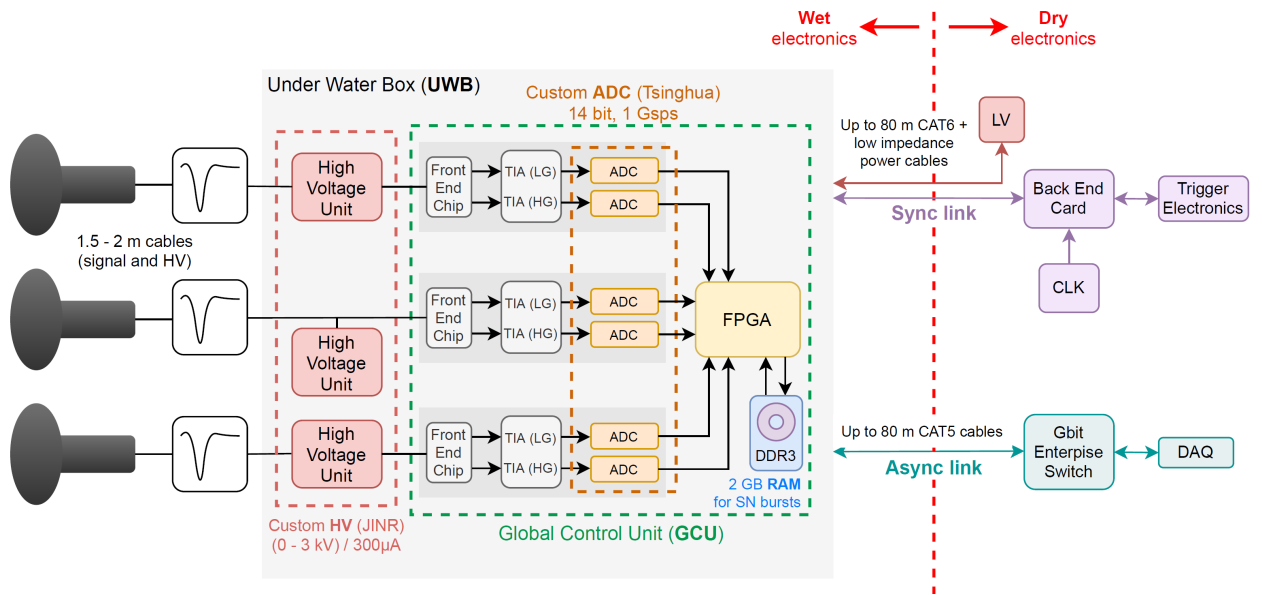 Wet
electronics
Dry
electronics
Under Water Box (UWB)
Custom ADC (Tsinghua)
14 bit, 1 Gsps
1.5 - 2 m cables
(signal and HV)
High
Voltage
Unit
Front
End
Chip
TIA (LG)
TIA (HG)
ADC
ADC
High
Voltage
Unit
Front
End
Chip
TIA (LG)
TIA (HG)
ADC
ADC
High
Voltage
Unit
Front
End
Chip
TIA (LG)
TIA (HG)
ADC
ADC
FPGA
DDR3
2 GB RAM
for SN bursts
Custom HV (JINR)
(0 - 3 kV) / 300µA
Global Control Unit (GCU)
Up to 80 m CAT6 +
low impedance
power cables
LV
Sync link
Back End
Card
Trigger
Electronics
CLK
Up to 80 m CAT5 cables
Async link
Gbit
Enterpise
Switch
DAQ